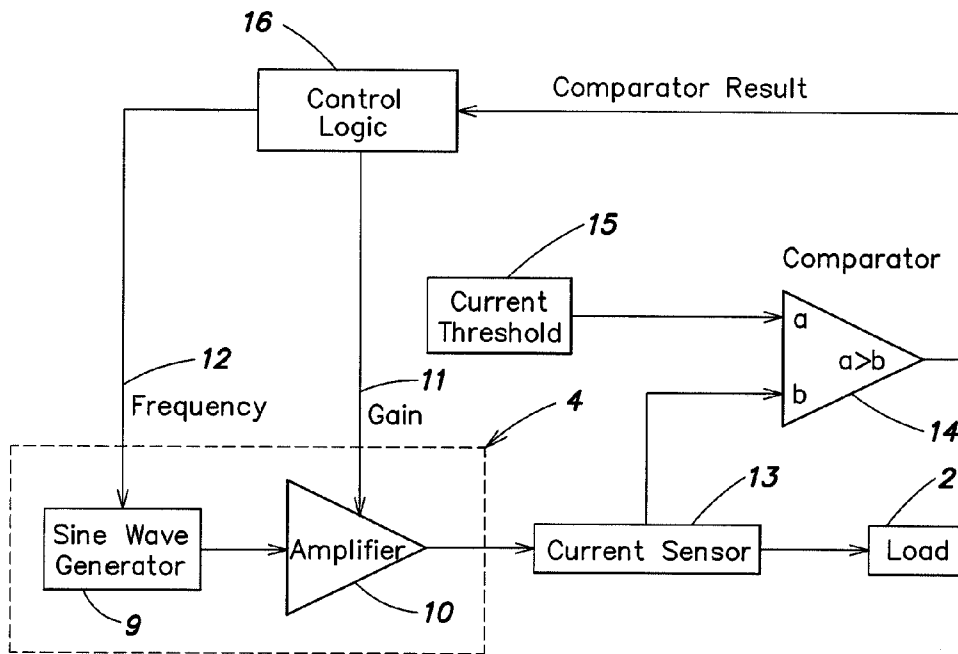 16
Control
Logic
Comparator Result
15
Current
Threshold
Comparator
a
a>b
b
14
12
Frequency
11
Gain
4
13
2
Sine Wave
Generator
Amplifier
Current Sensor
Load
9
10